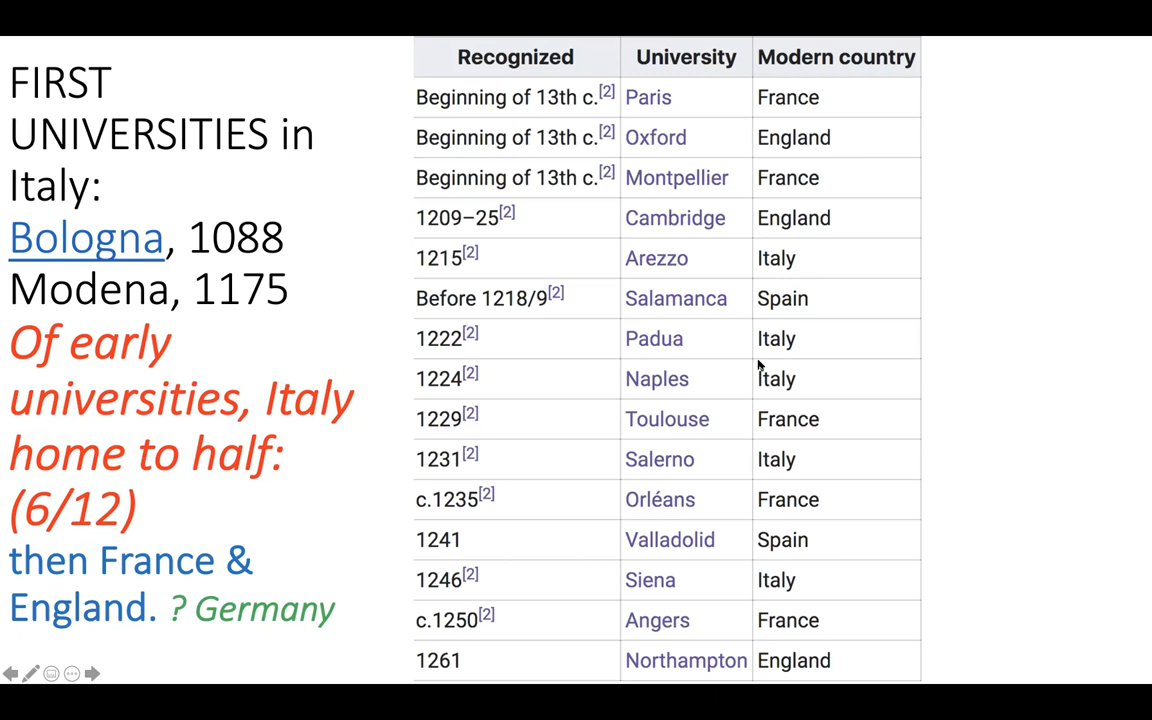 FIRST
UNIVERSITIES in
Italy:
Bologna, 1088
Modena, 1175
Of early
universities, Italy
home to half:
(6/12)
then France &
England. ? Germany
Recognized University Modern country
Beginning of 13th c.[2] Paris France
Beginning of 13th c.[2] Oxford England
Beginning of 13th c.[2] Montpellier France
1209–25[2] Cambridge England
1215[2] Arezzo Italy
Before 1218/9[2] Salamanca Spain
1222[2] Padua Italy
1224[2] Naples Italy
1229[2] Toulouse France
1231[2] Salerno Italy
c.1235[2] Orléans France
1241 Valladolid Spain
1246[2] Siena Italy
c.1250[2] Angers France
1261 Northampton England